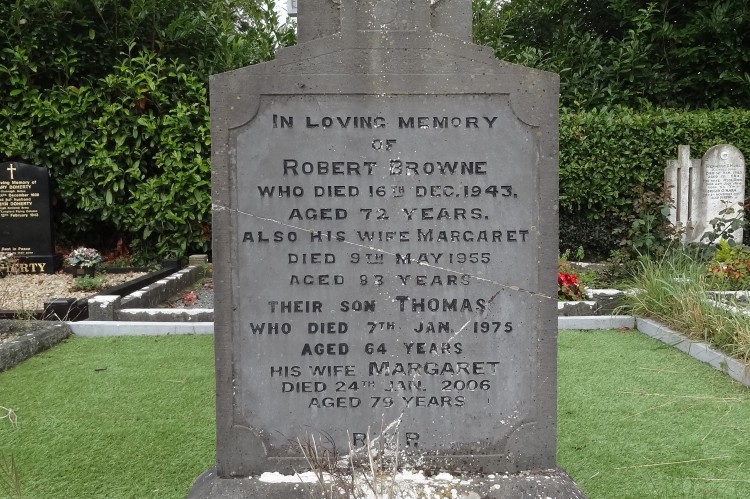 IN LOVING MEMORY
OF
ROBERT BROWNE
WHO DIED 16TH DEC. 1943.
AGED 72 YEARS.
ALSO HIS WIFE MARGARET
DIED 9TH MAY 1955
AGED 83 YEARS
THEIR SON THOMAS
WHO DIED 7TH JAN. 1975
AGED 64 YEARS
HIS WIFE MARGARET
DIED 24TH JAN. 2006
AGED 79 YEARS
R.I.P.
DOHERTY